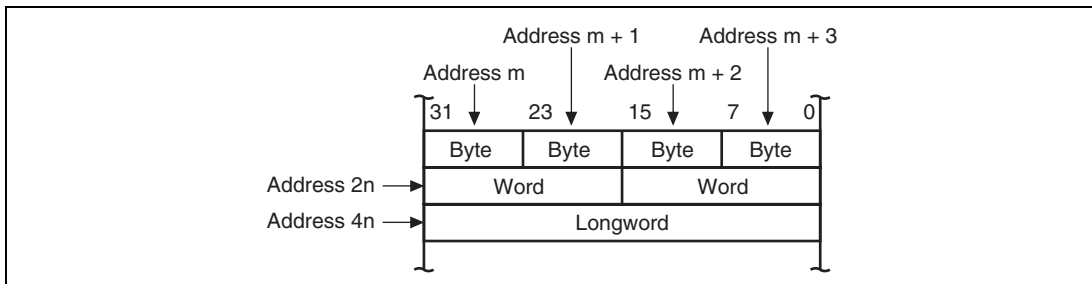 Address m + 1 Address m + 3
Address m Address m + 2
31 23 15 7 0
Byte Byte Byte Byte
Address 2n Word Word
Address 4n Longword